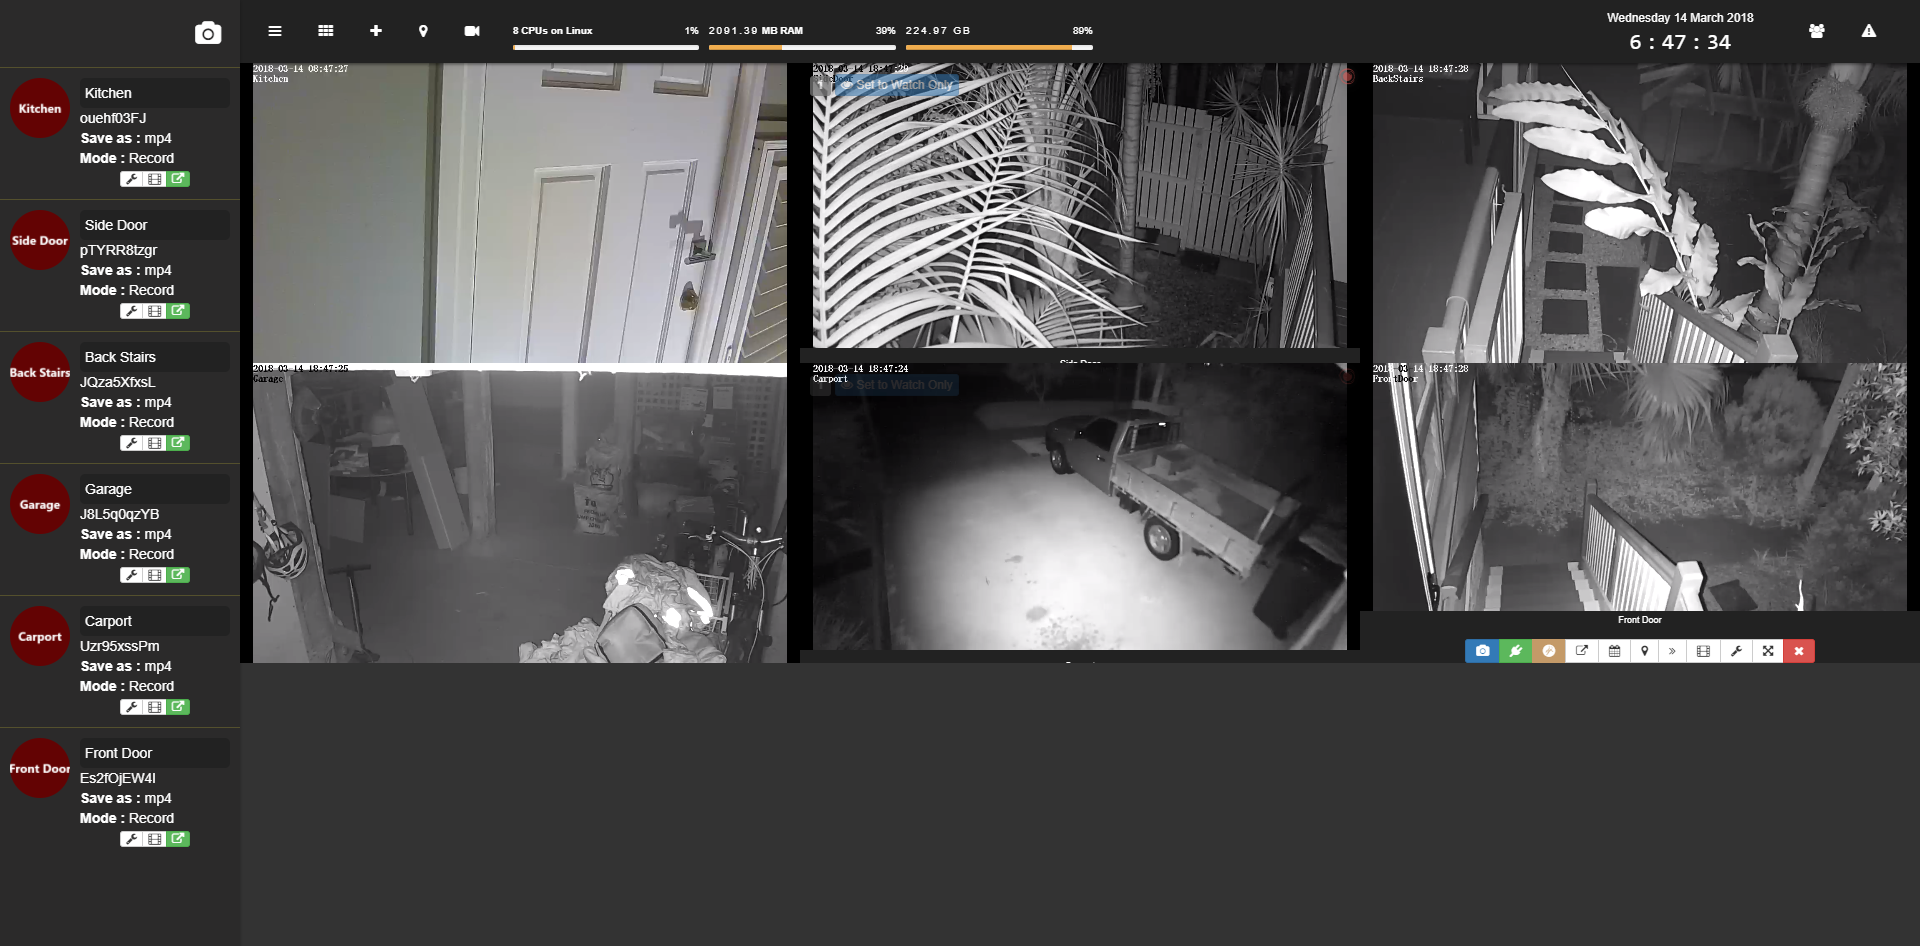 8 CPUs on Linux 1%
2091.39 MB RAM 39%
224.97 GB 89%
Wednesday 14 March 2018
6 : 47 : 34
Kitchen
Kitchen
ouehf03FJ
Save as : mp4
Mode : Record
Side Door
Side Door
pTYRR8tzgr
Save as : mp4
Mode : Record
Back Stairs
Back Stairs
JQza5XfxsL
Save as : mp4
Mode : Record
Garage
Garage
J8L5q0qzYB
Save as : mp4
Mode : Record
Carport
Carport
Uzr95xssPm
Save as : mp4
Mode : Record
Front Door
Front Door
Es2fOjEW4I
Save as : mp4
Mode : Record
2018-03-14 08:47:27
Kitchen
2018-03-14 18:47:29
Set to Watch Only
Side Door
2018-03-14 18:47:28
BackStairs
2018-03-14 18:47:25
Garage
2018-03-14 18:47:24
Carport
Set to Watch Only
2018-03-14 18:47:28
FrontDoor
Front Door